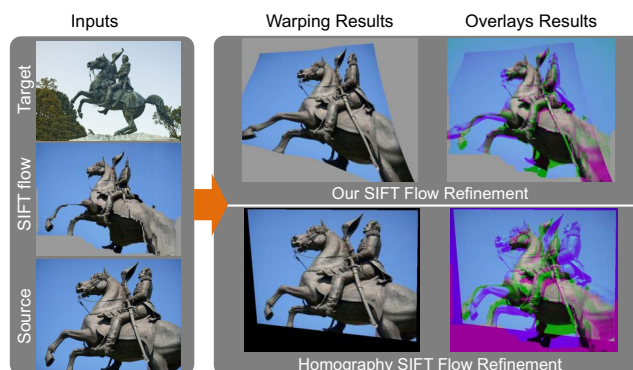 Inputs
Warping Results
Overlays Results
Target
SIFT flow
Source
Our SIFT Flow Refinement
Homography SIFT Flow Refinement